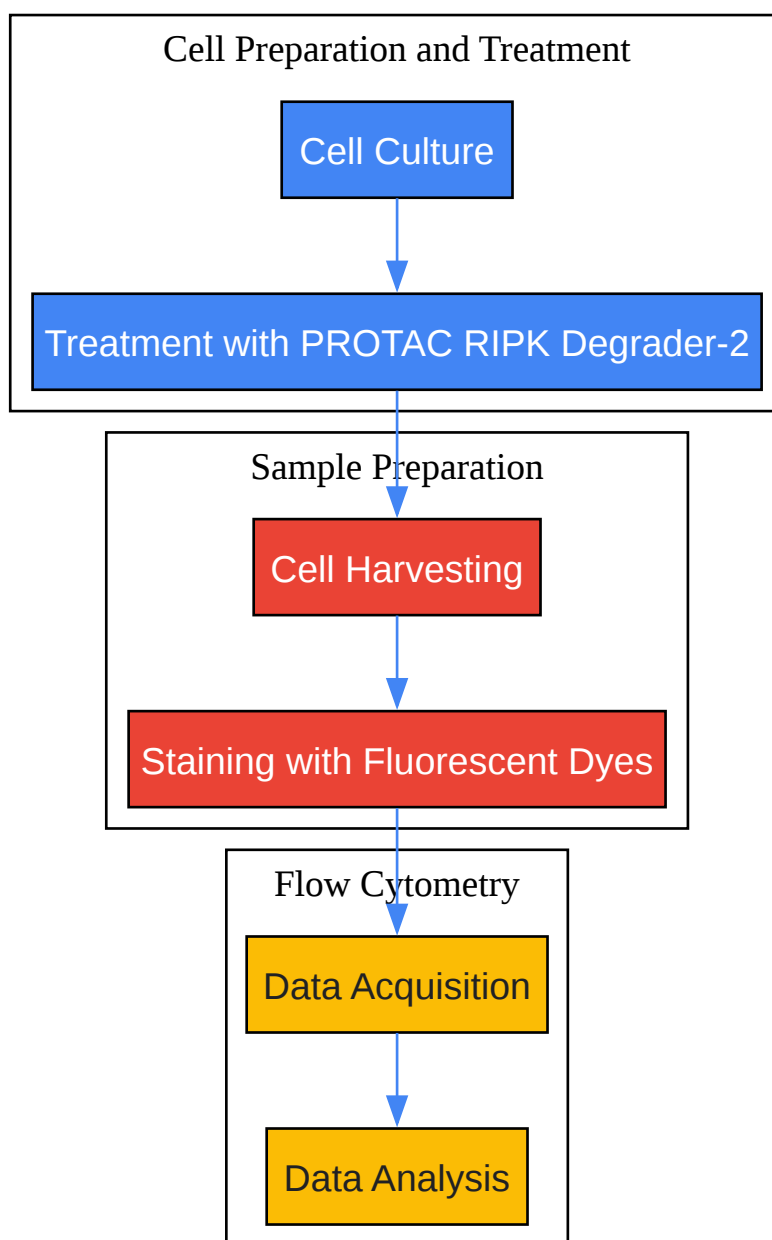 Cell Preparation and Treatment
Cell Culture
Treatment with PROTAC RIPK Degrader-2
Sample Preparation
Cell Harvesting
Staining with Fluorescent Dyes
Flow Cytometry
Data Acquisition
Data Analysis